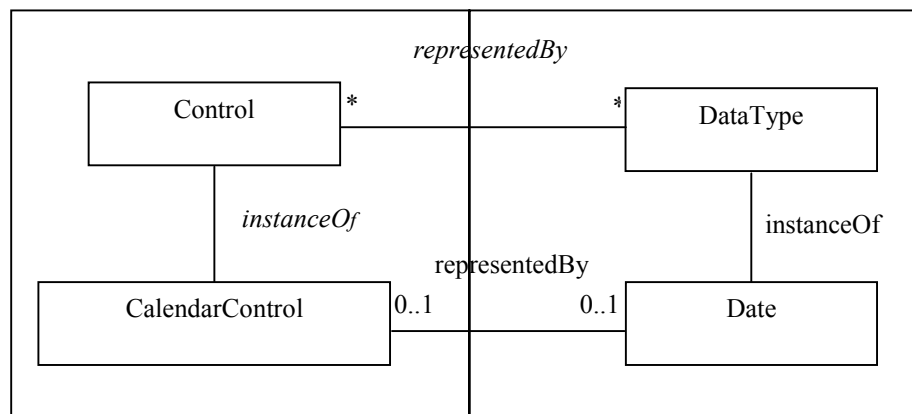 representedBy
Control
*
*
DataType
instanceOf
instanceOf
representedBy
CalendarControl
0..1
0..1
Date